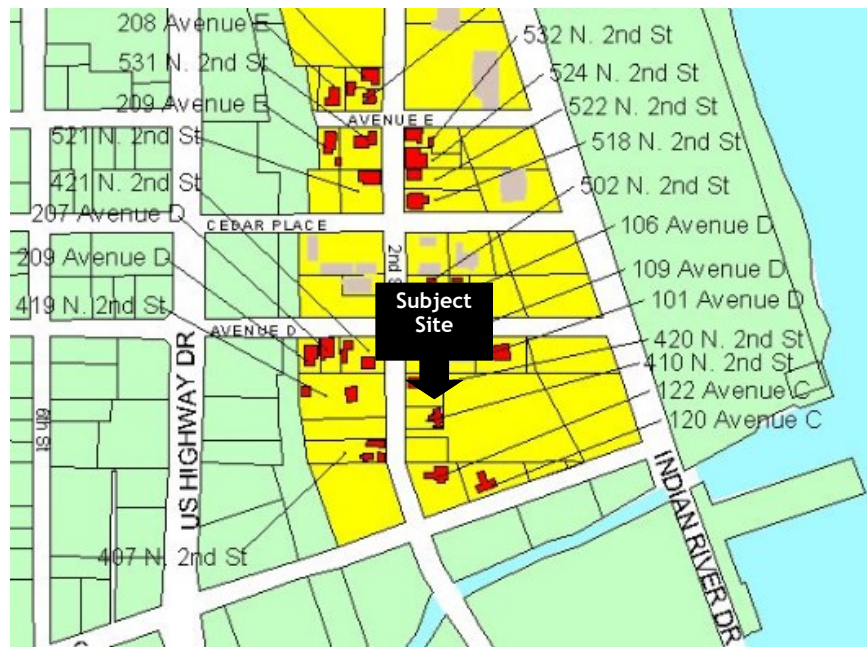 208 Avenue E
531 N. 2nd St
209 Avenue E
521 N. 2nd St
421 N. 2nd St
207 Avenue D
209 Avenue D
419 N. 2nd St
407 N. 2nd St
532 N. 2nd St
524 N. 2nd St
522 N. 2nd St
518 N. 2nd St
502 N. 2nd St
106 Avenue D
109 Avenue D
101 Avenue D
420 N. 2nd St
410 N. 2nd St
122 Avenue C
120 Avenue C
AVENUE E
CEDAR PLACE
AVENUE D
2nd S
Subject
Site
US HIGHWAY DR
INDIAN RIVER DR